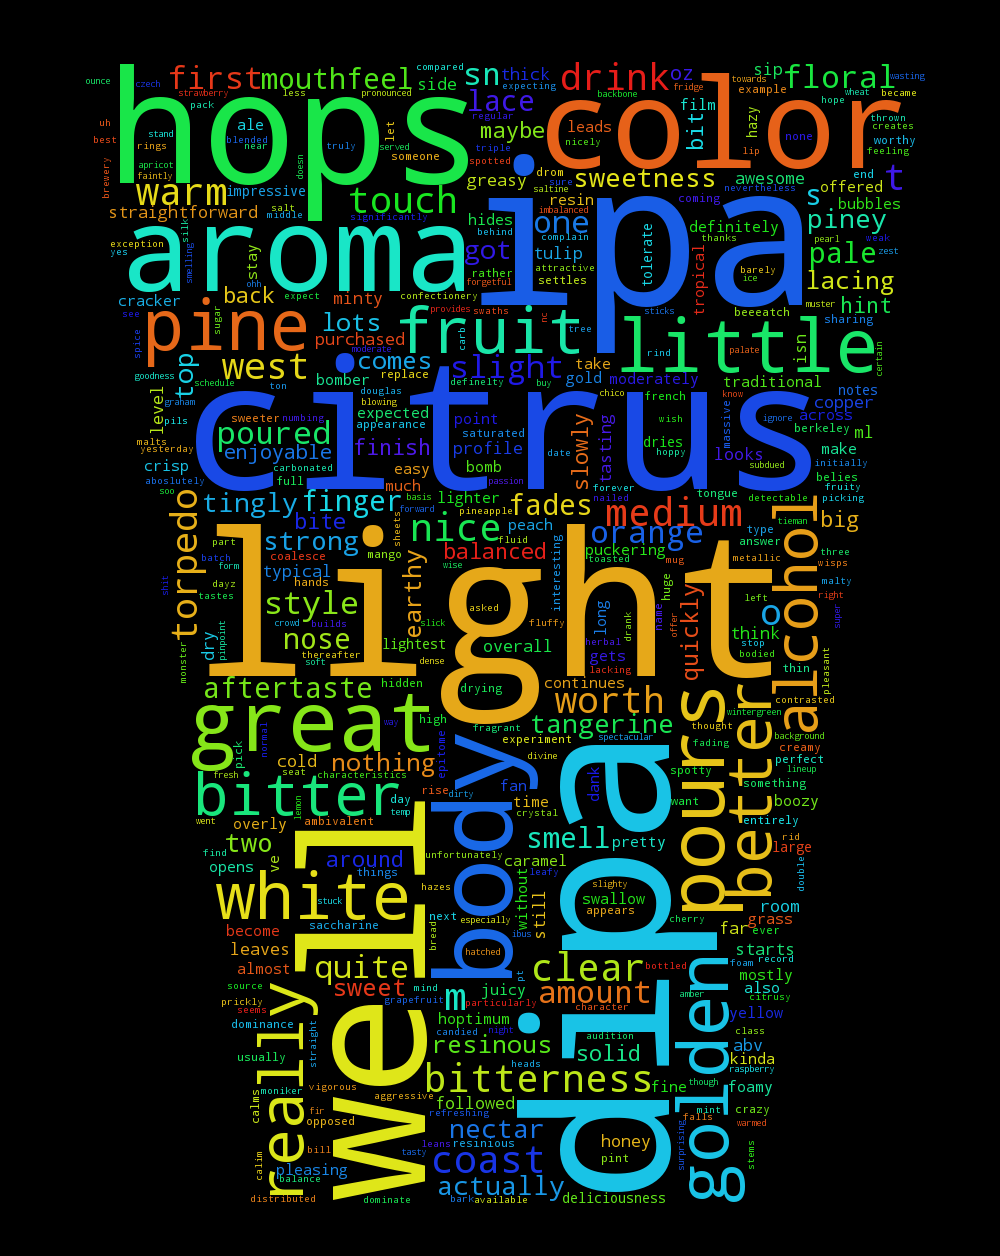 hops
color
ipa
aroma
citrus
light
well
dipa
body
little
fruit
pine
great
white
bitter
golden
really
pours
better
alcohol
first
mouthfeel
sn
thick
side
drink
oz
sip
floral
lace
maybe
film
bit
hazy
leads
warm
touch
greasy
sweetness
awesome
offered
bubbles
s
t
straightforward
impressive
ale
resin
piney
pale
lacing
hint
one
got
tulip
hides
definitely
tropical
tolerate
stay
back
minty
lots
purchased
cracker
west
top
comes
slight
take
gold
moderately
isn
traditional
notes
copper
across
bomber
expected
poured
enjoyable
finish
profile
point
easy
bomb
slowly
tasting
dries
looks
massive
berkeley
ml
make
belies
level
crisp
tingly
finger
much
lighter
fades
medium
orange
big
nice
bite
strong
balanced
peach
puckering
typical
earthy
torpedo
style
nose
dry
overall
lightest
long
gets
quickly
think
o
thin
aftertaste
hidden
continues
worth
tangerine
nothing
cold
high
experiment
creamy
perfect
boozy
something
entirely
large
smell
pretty
caramel
time
fan
dank
spotty
want
two
overly
ambivalent
opens
around
things
without
still
swallow
appears
room
grass
far
starts
mostly
also
become
leaves
almost
quite
sweet
saccharine
clear
amount
m
juicy
hoptimum
resinous
solid
bitterness
yellow
abv
kinda
foamy
fine
crazy
followed
nectar
coast
actually
honey
pint
deliciousness
pleasing
opposed
usually
dominance
calms
ounce
czech
strawberry
pack
less
compared
pronounced
expecting
regular
served
someone
let
triple
spotted
nicely
backbone
fridge
towards
example
hope
wheat
wasting
became
thrown
creates
worthy
feeling
none
lip
end
uh
best
stand
rings
blended
near
truly
doesn
apricot
faintly
brewery
salt
middle
significantly
drom
saltine
sure
imbalanced
coming
nevertheless
exception
yes
silk
smelling
ohh
behind
complain
attractive
settles
rather
forgetful
confectionery
provides
swaths
nc
thanks
pearl
weak
zest
barely
ice
muster
beeeatch
sharing
sticks
rind
palate
certain
see
spice
sugar
expect
carb
tree
moderate
goodness
schedule
graham
ton
douglas
replace
blowing
definelty
buy
chico
french
wish
know
ignore
pils
malts
yesterday
sweeter
numbing
appearance
saturated
date
hoppy
subdued
initially
fruity
picking
absolutely
soo
carbonated
full
passion
forever
nailed
tongue
detectable
basis
forward
pineapple
sheets
fluid
toasted
mug
type
answer
tieman
three
wisps
metallic
malty
right
super
part
batch
form
coalesce
mango
wise
interesting
huge
name
offer
left
stop
bodied
dayz
tastes
hands
asked
fluffy
slick
drank
herbal
lacking
crowd
builds
thereafter
soft
dense
pinpoint
monster
drying
contrasted
pleasant
wintergreen
thought
fading
background
lineup
normal
pick
way
epitome
fragrant
spectacular
divine
fresh
seat
characteristics
rise
dirty
crystal
went
lemon
day
temp
rid
double
find
ve
unfortunately
leafy
hazes
slighty
stuck
next
especially
ibus
cherry
ever
foam
record
bread
hatched
source
prickly
seems
mind
grapefruit
particularly
pt
bottled
character
amber
citrusy
class
raspberry
straight
candied
night
audition
heads
though
moniker
vigorous
aggressive
refreshing
mint
falls
warmed
fir
bill
leans
resinious
tasty
surprising
stems
calim
balance
distributed
dominate
bark
available